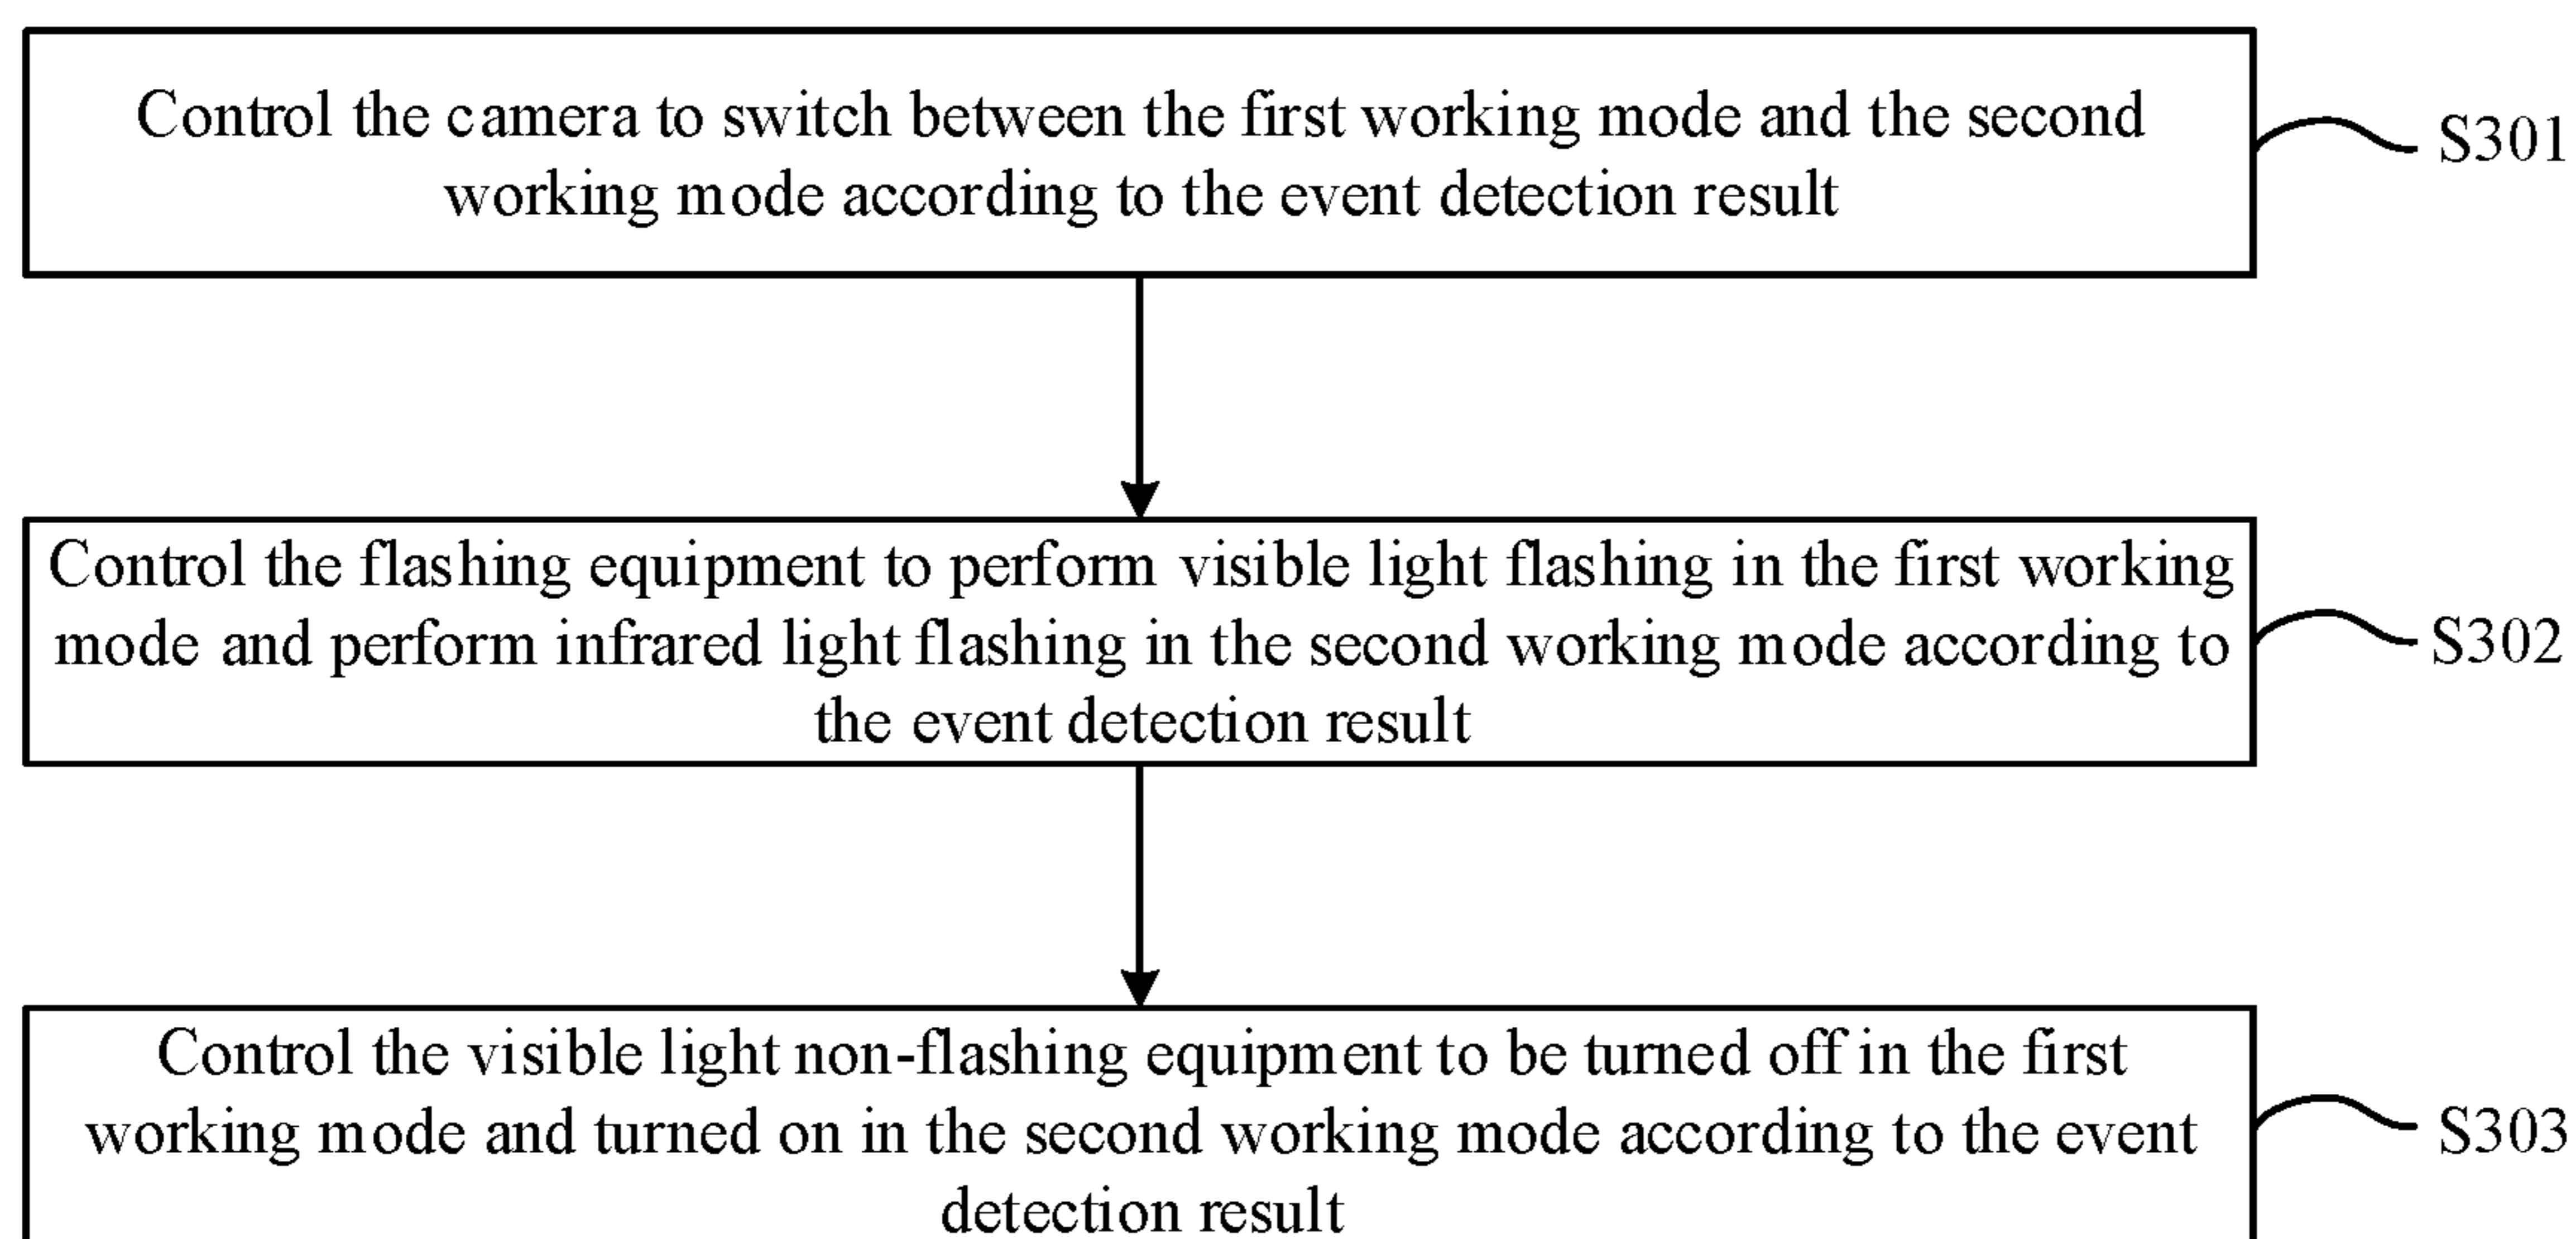 Control the camera to switch between the first working mode and the second
working mode according to the event detection result
S301
Control the flashing equipment to perform visible light flashing in the first working
mode and perform infrared light flashing in the second working mode according to
the event detection result
S302
Control the visible light non-flashing equipment to be turned off in the first
working mode and turned on in the second working mode according to the event
detection result
S303